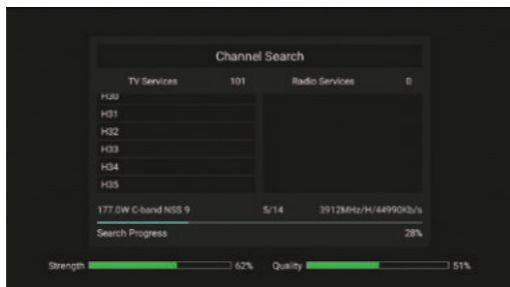 Channel Search
TV Services 101 Radio Services 0
H30
H31
H32
H33
H34
H35
177.0W C-band NSS 9 5/14 3912MHz/H/44990Kb/s
Search Progress 28%
Strength 62% Quality 51%